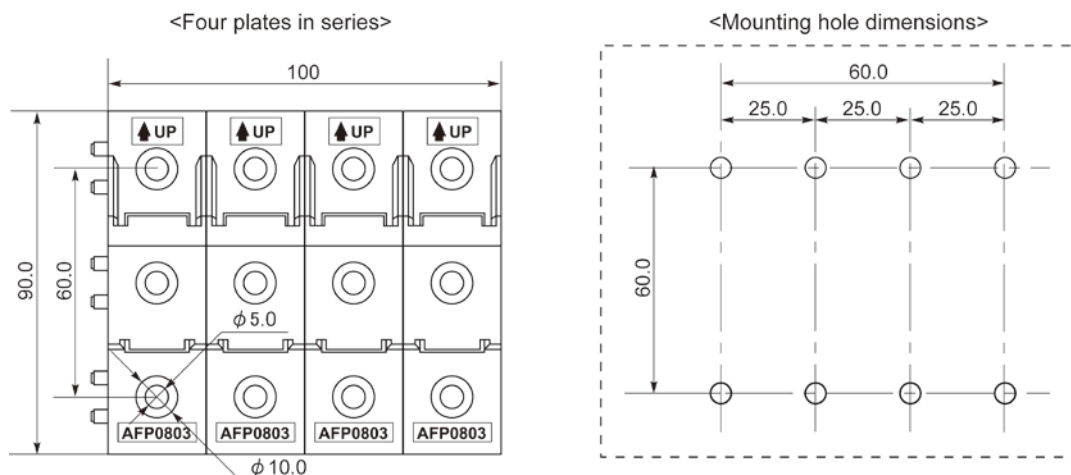 <Four plates in series>
<Mounting hole dimensions>
100
UP UP UP UP
90.0
60.0
ϕ5.0
AFP0803 AFP0803 AFP0803 AFP0803
ϕ10.0
60.0
25.0 25.0 25.0
60.0